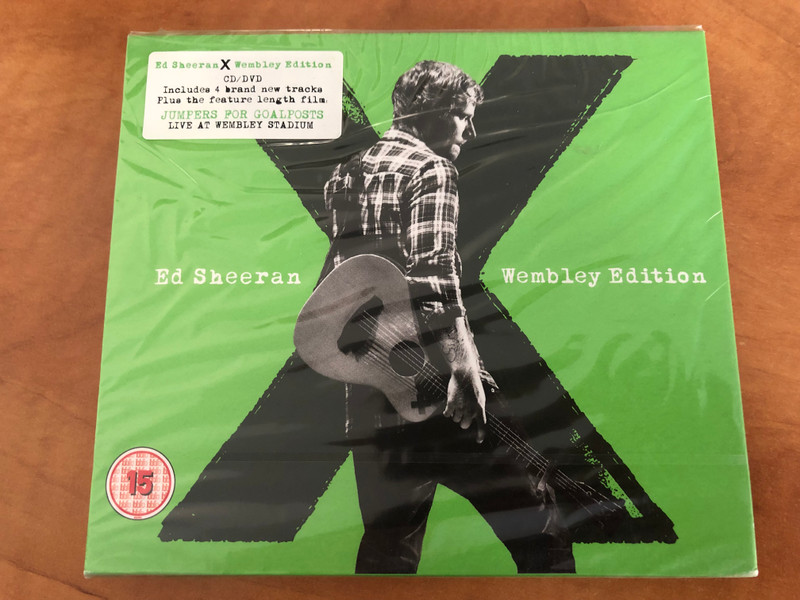 Ed Sheeran X Wembley Edition
CD/DVD
Includes 4 brand new tracks
Plus the feature length film,
JUMPERS FOR GOALPOSTS
LIVE AT WEMBLEY STADIUM
Ed Sheeran
X
Wembley Edition
15